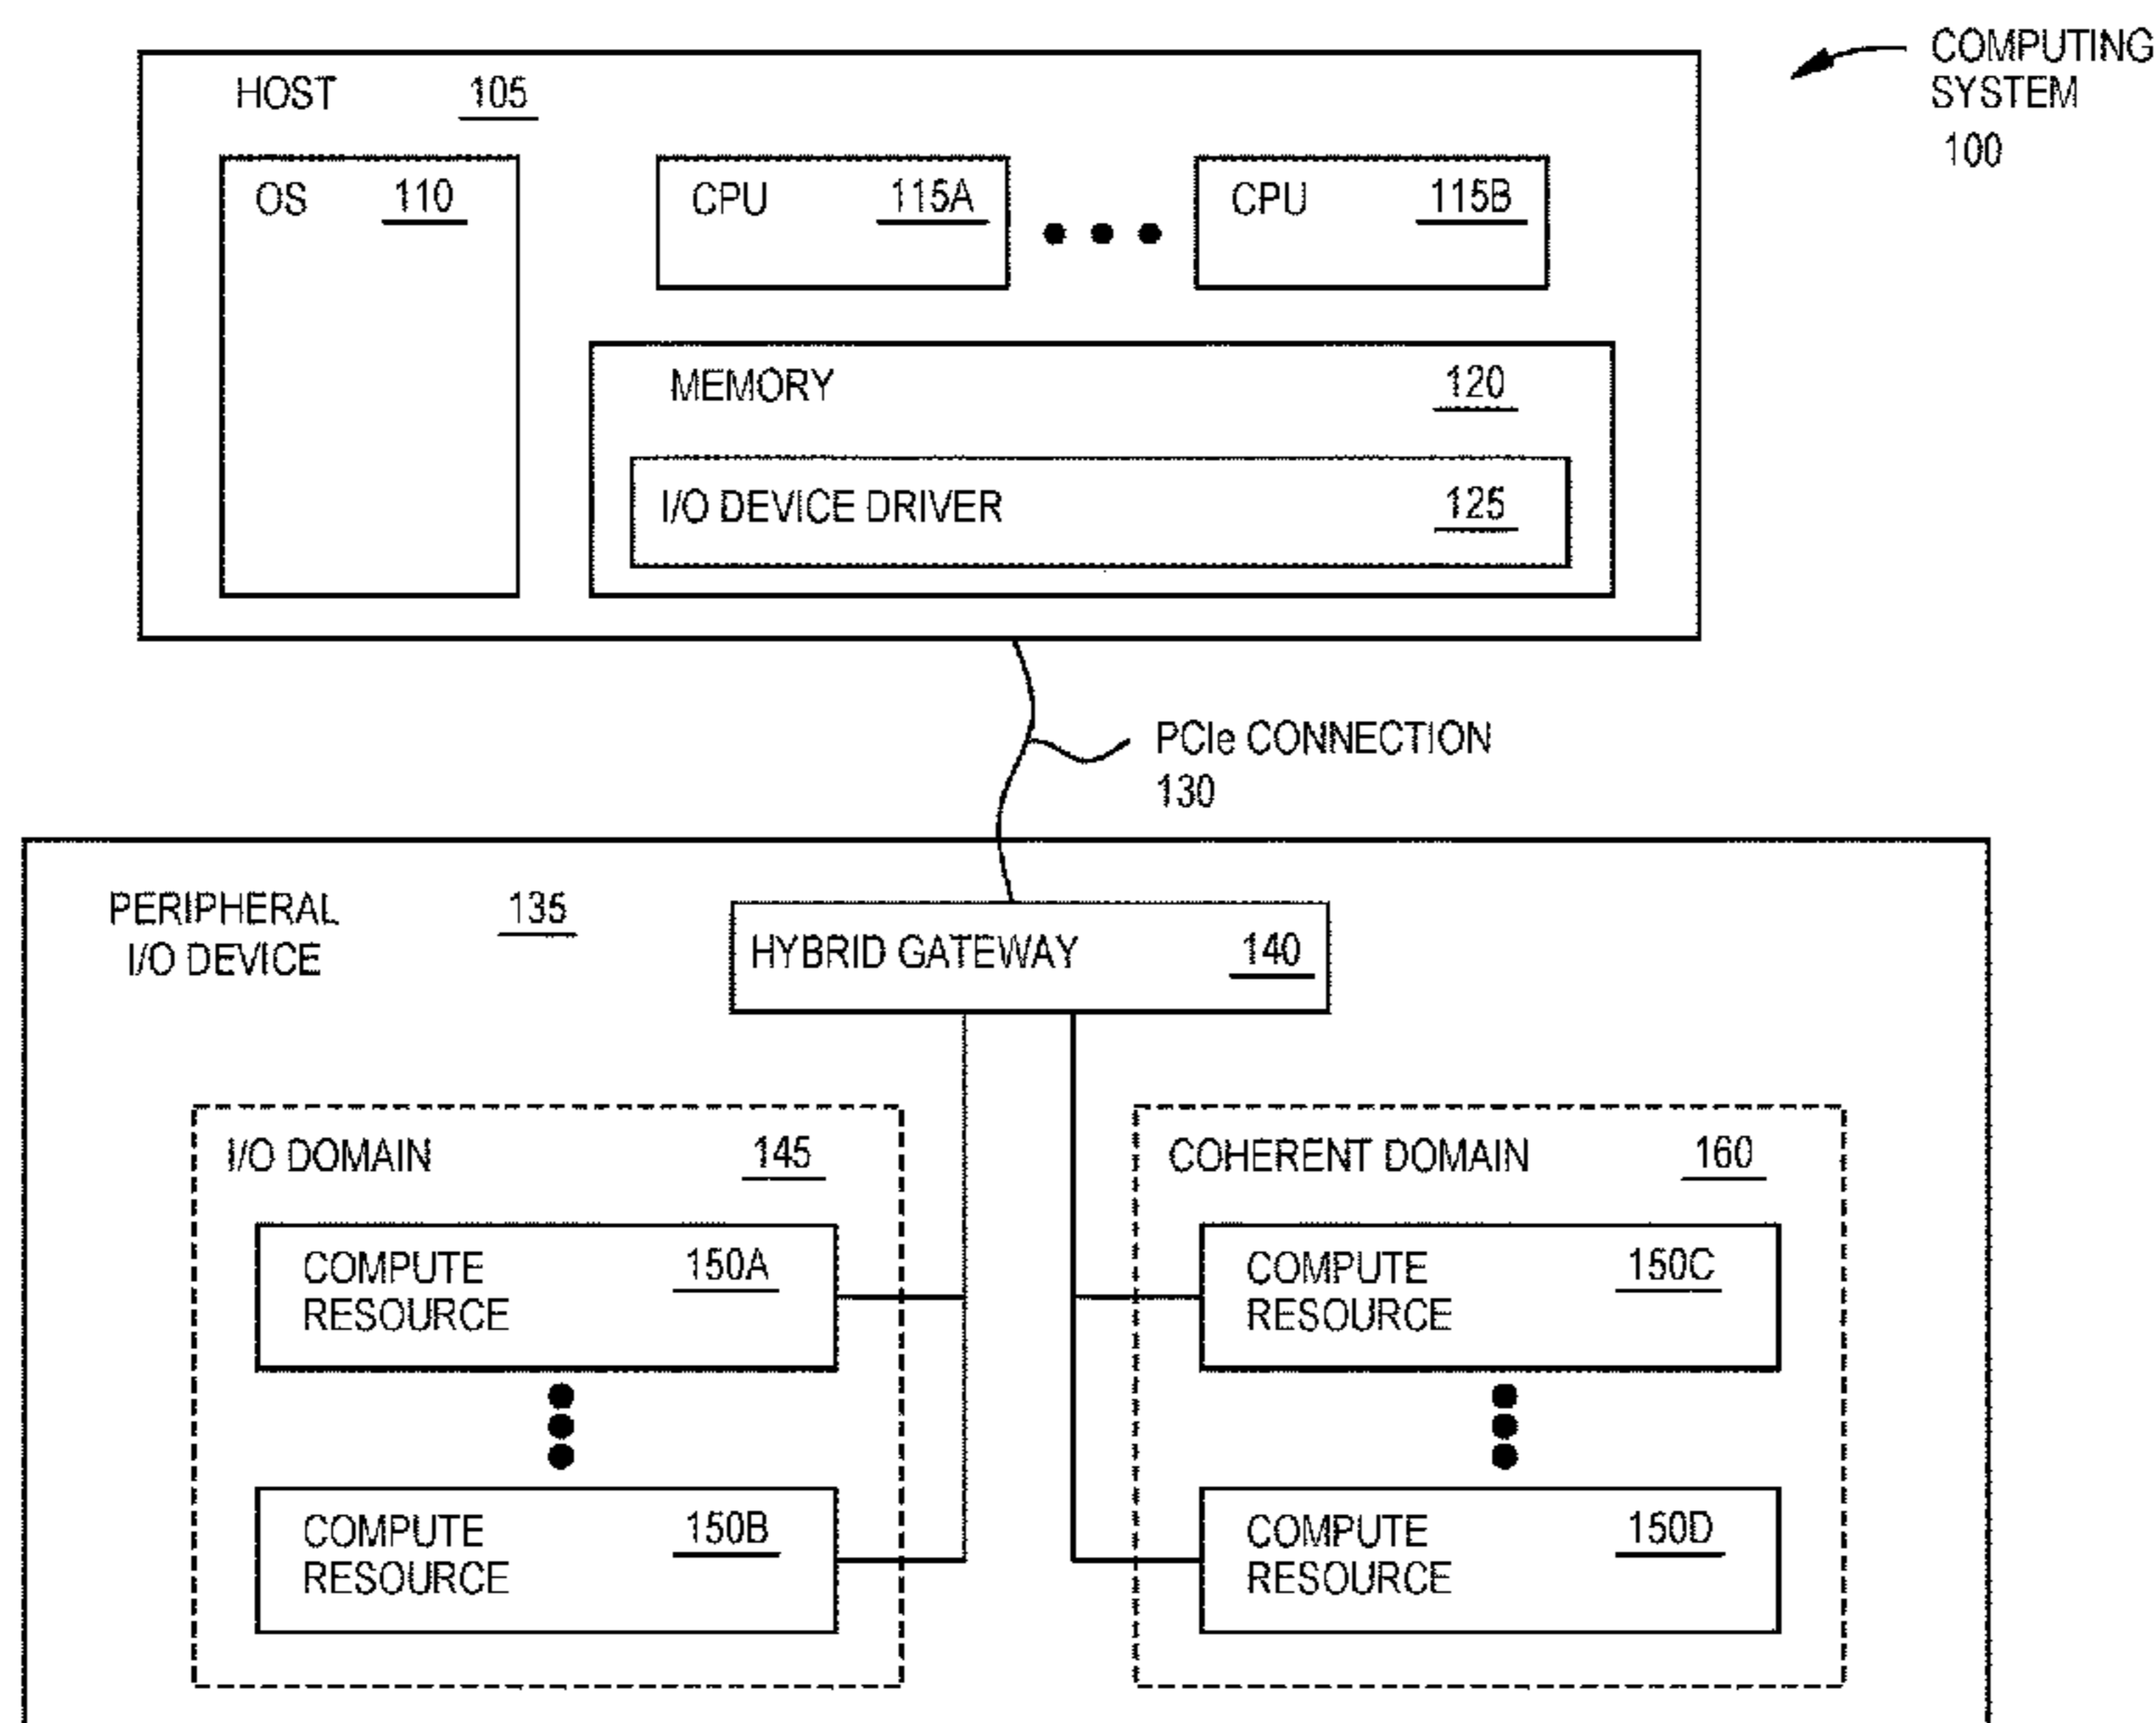 COMPUTING
SYSTEM
100
HOST 105
OS 110
CPU 115A
CPU 115B
MEMORY 120
I/O DEVICE DRIVER 125
PCIe CONNECTION
130
PERIPHERAL 135
I/O DEVICE
HYBRID GATEWAY 140
I/O DOMAIN 145
COMPUTE 150A
RESOURCE
COMPUTE 150B
RESOURCE
COHERENT DOMAIN 160
COMPUTE 150C
RESOURCE
COMPUTE 150D
RESOURCE